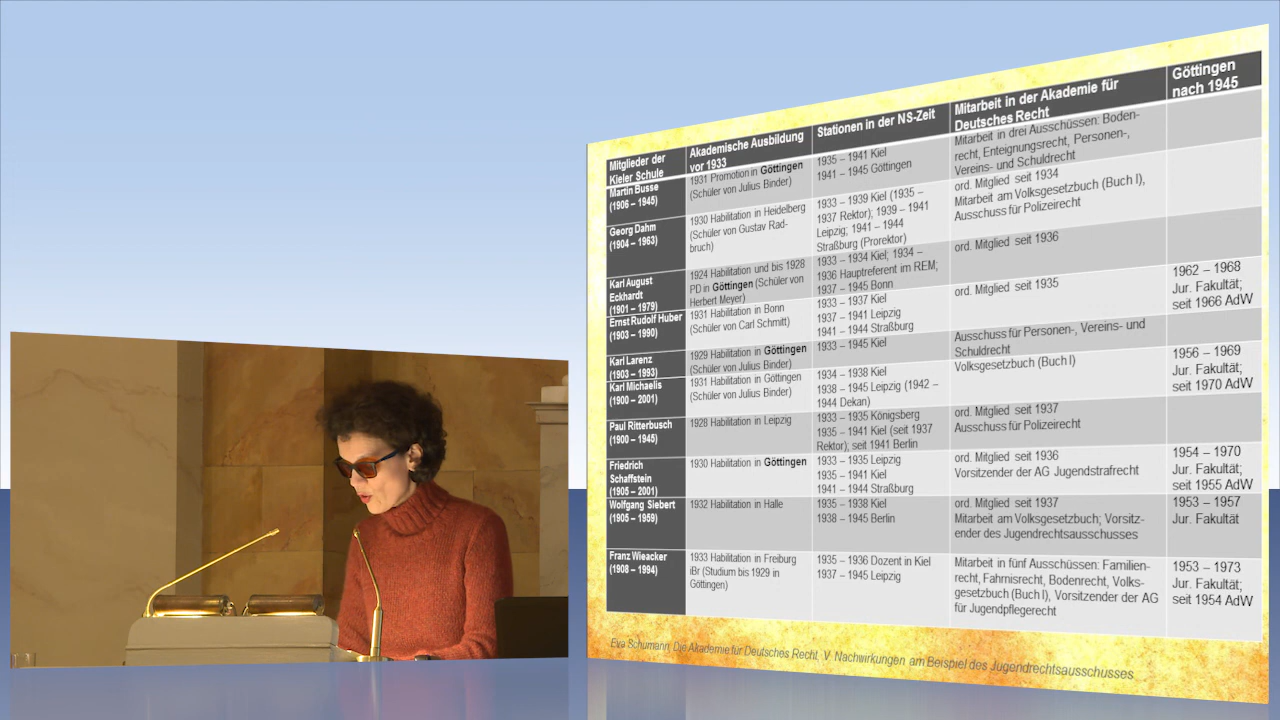 Mitglieder der
Kieler Schule
Akademische Ausbildung
vor 1933
Stationen in der NS-Zeit
Mitarbeit in der Akademie für
Deutsches Recht
Göttingen
nach 1945
Martin Busse
(1906 – 1945)
1931 Promotion in Göttingen
(Schüler von Julius Binder)
1935 – 1941 Kiel
1941 – 1945 Göttingen
Mitarbeit in drei Ausschüssen: Boden-
recht, Enteignungsrecht, Personen-,
Vereins- und Schuldrecht
Georg Dahm
(1904 – 1963)
1930 Habilitation in Heidelberg
(Schüler von Gustav Rad-
bruch)
1933 – 1939 Kiel (1935 –
1937 Rektor); 1939 – 1941
Leipzig; 1941 – 1944
Straßburg (Prorektor)
ord. Mitglied seit 1934
Mitarbeit am Volksgesetzbuch (Buch I),
Ausschuss für Polizeirecht
Karl August
Eckhardt
(1901 – 1979)
1924 Habilitation und bis 1928
PD in Göttingen (Schüler von
Herbert Meyer)
1933 – 1934 Kiel; 1934 –
1936 Hauptreferent im REM;
1937 – 1945 Bonn
ord. Mitglied seit 1936
Ernst Rudolf Huber
(1903 – 1990)
1931 Habilitation in Bonn
(Schüler von Carl Schmitt)
1933 – 1937 Kiel
1937 – 1941 Leipzig
1941 – 1944 Straßburg
ord. Mitglied seit 1935
1962 – 1968
Jur. Fakultät;
seit 1966 AdW
Karl Larenz
(1903 – 1993)
1929 Habilitation in Göttingen
(Schüler von Julius Binder)
1933 – 1945 Kiel
Ausschuss für Personen-, Vereins- und
Schuldrecht
Karl Michaelis
(1900 – 2001)
1931 Habilitation in Göttingen
(Schüler von Julius Binder)
1934 – 1938 Kiel
1938 – 1945 Leipzig (1942 –
1944 Dekan)
Volksgesetzbuch (Buch I)
1956 – 1969
Jur. Fakultät;
seit 1970 AdW
Paul Ritterbusch
(1900 – 1945)
1928 Habilitation in Leipzig
1933 – 1935 Königsberg
1935 – 1941 Kiel (seit 1937
Rektor); seit 1941 Berlin
ord. Mitglied seit 1937
Ausschuss für Polizeirecht
Friedrich
Schaffstein
(1905 – 2001)
1930 Habilitation in Göttingen
1933 – 1935 Leipzig
1935 – 1941 Kiel
1941 – 1944 Straßburg
ord. Mitglied seit 1936
Vorsitzender der AG Jugendstrafrecht
1954 – 1970
Jur. Fakultät;
seit 1955 AdW
Wolfgang Siebert
(1905 – 1959)
1932 Habilitation in Halle
1935 – 1938 Kiel
1938 – 1945 Berlin
ord. Mitglied seit 1937
Mitarbeit am Volksgesetzbuch; Vorsitz-
ender des Jugendrechtsausschusses
1953 – 1957
Jur. Fakultät
Franz Wieacker
(1908 – 1994)
1933 Habilitation in Freiburg
iBr (Studium bis 1929 in
Göttingen)
1935 – 1936 Dozent in Kiel
1937 – 1945 Leipzig
Mitarbeit in fünf Ausschüssen: Familien-
recht, Fahrnisrecht, Bodenrecht, Volks-
gesetzbuch (Buch I), Vorsitzender der AG
für Jugendpflegerecht
1953 – 1973
Jur. Fakultät;
seit 1954 AdW
Eva Schumann, Die Akademie für Deutsches Recht, V. Nachwirkungen am Beispiel des Jugendrechtsausschusses